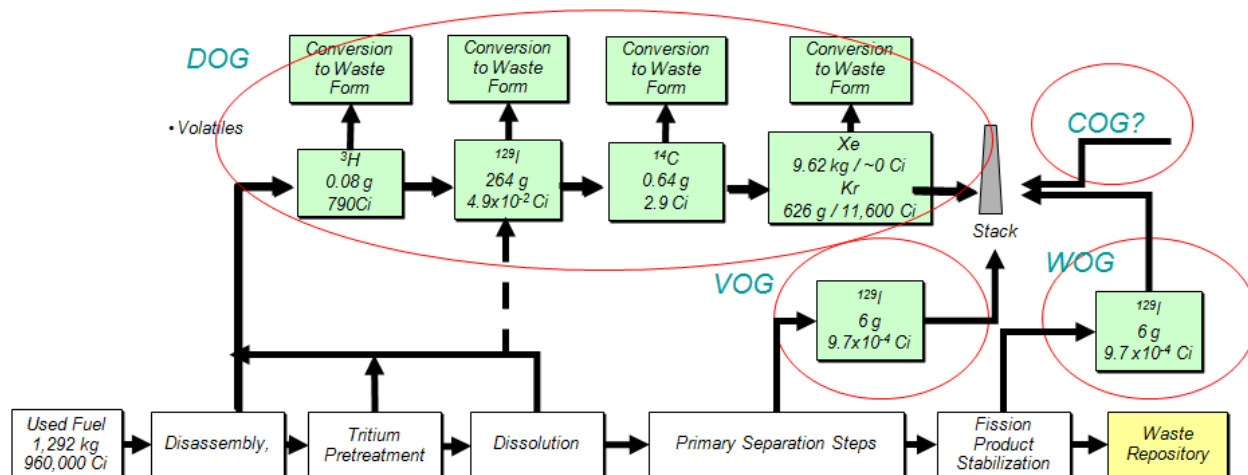 DOG
Conversion
to Waste
Form
Conversion
to Waste
Form
Conversion
to Waste
Form
Conversion
to Waste
Form
• Volatiles
³H
0.08 g
790Ci
¹²⁹I
264 g
4.9x10⁻² Ci
¹⁴C
0.64 g
2.9 Ci
Xe
9.62 kg / ~0 Ci
Kr
626 g / 11,600 Ci
COG?
Stack
VOG
¹²⁹I
6 g
9.7x10⁻⁴ Ci
WOG
¹²⁹I
6 g
9.7x10⁻⁴ Ci
Used Fuel
1,292 kg
960,000 Ci
Disassembly,
Tritium
Pretreatment
Dissolution
Primary Separation Steps
Fission
Product
Stabilization
Waste
Repository